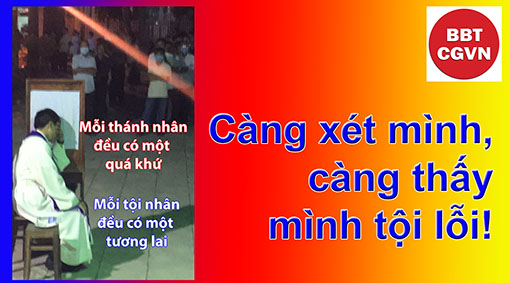 BBT
CGVN
Mỗi thánh nhân
đều có một
quá khứ
Mỗi tội nhân
đều có một
tương lai
Càng xét mình,
càng thấy
mình tội lỗi!